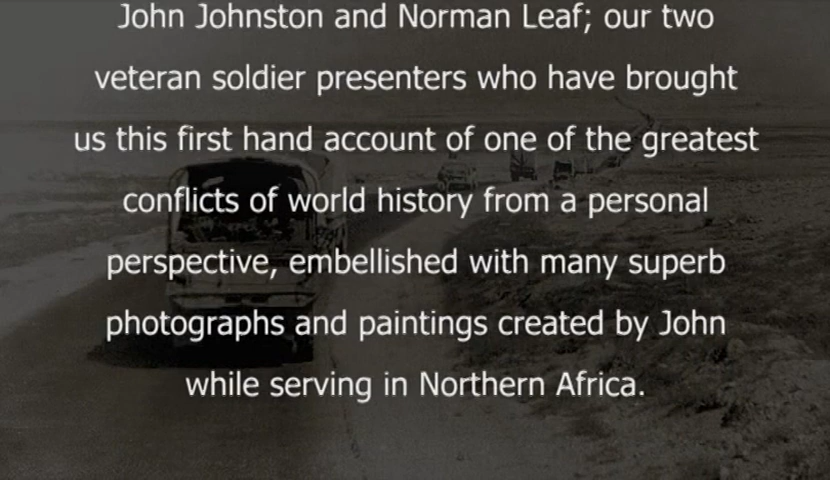 John Johnston and Norman Leaf; our two
veteran soldier presenters who have brought
us this first hand account of one of the greatest
conflicts of world history from a personal
perspective, embellished with many superb
photographs and paintings created by John
while serving in Northern Africa.